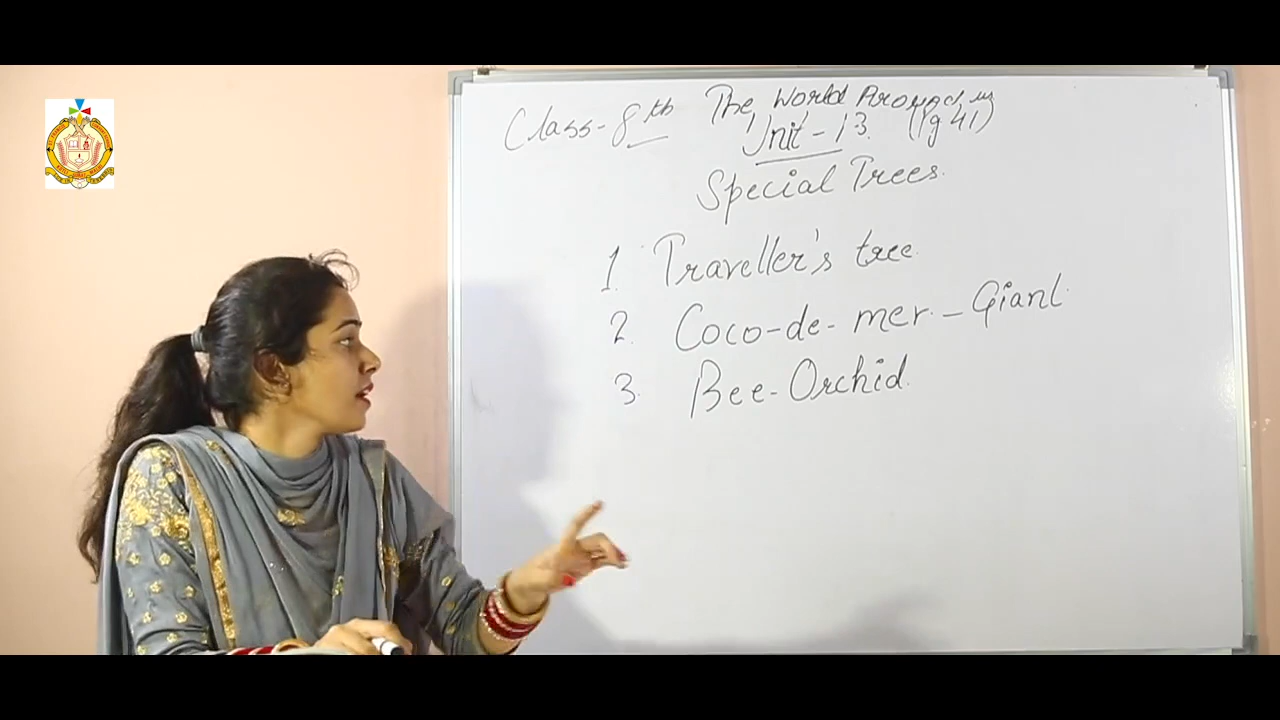 Class-8th The World Around us
Unit-13. (Pg 41)
Special Trees.
1. Traveller's tree.
2. Coco-de-mer.-Giant.
3. Bee-Orchid.